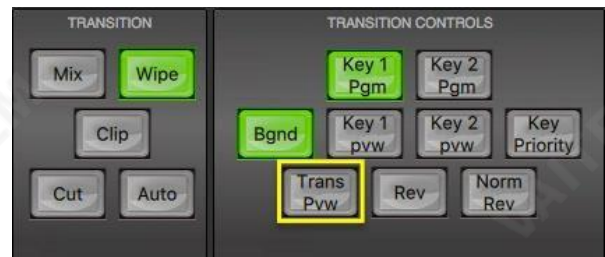 TRANSITION
Mix
Wipe
Clip
Cut
Auto
TRANSITION CONTROLS
Key 1
Pgm
Key 2
Pgm
Bgnd
Key 1
pvw
Key 2
pvw
Key
Priority
Trans
Pvw
Rev
Norm
Rev